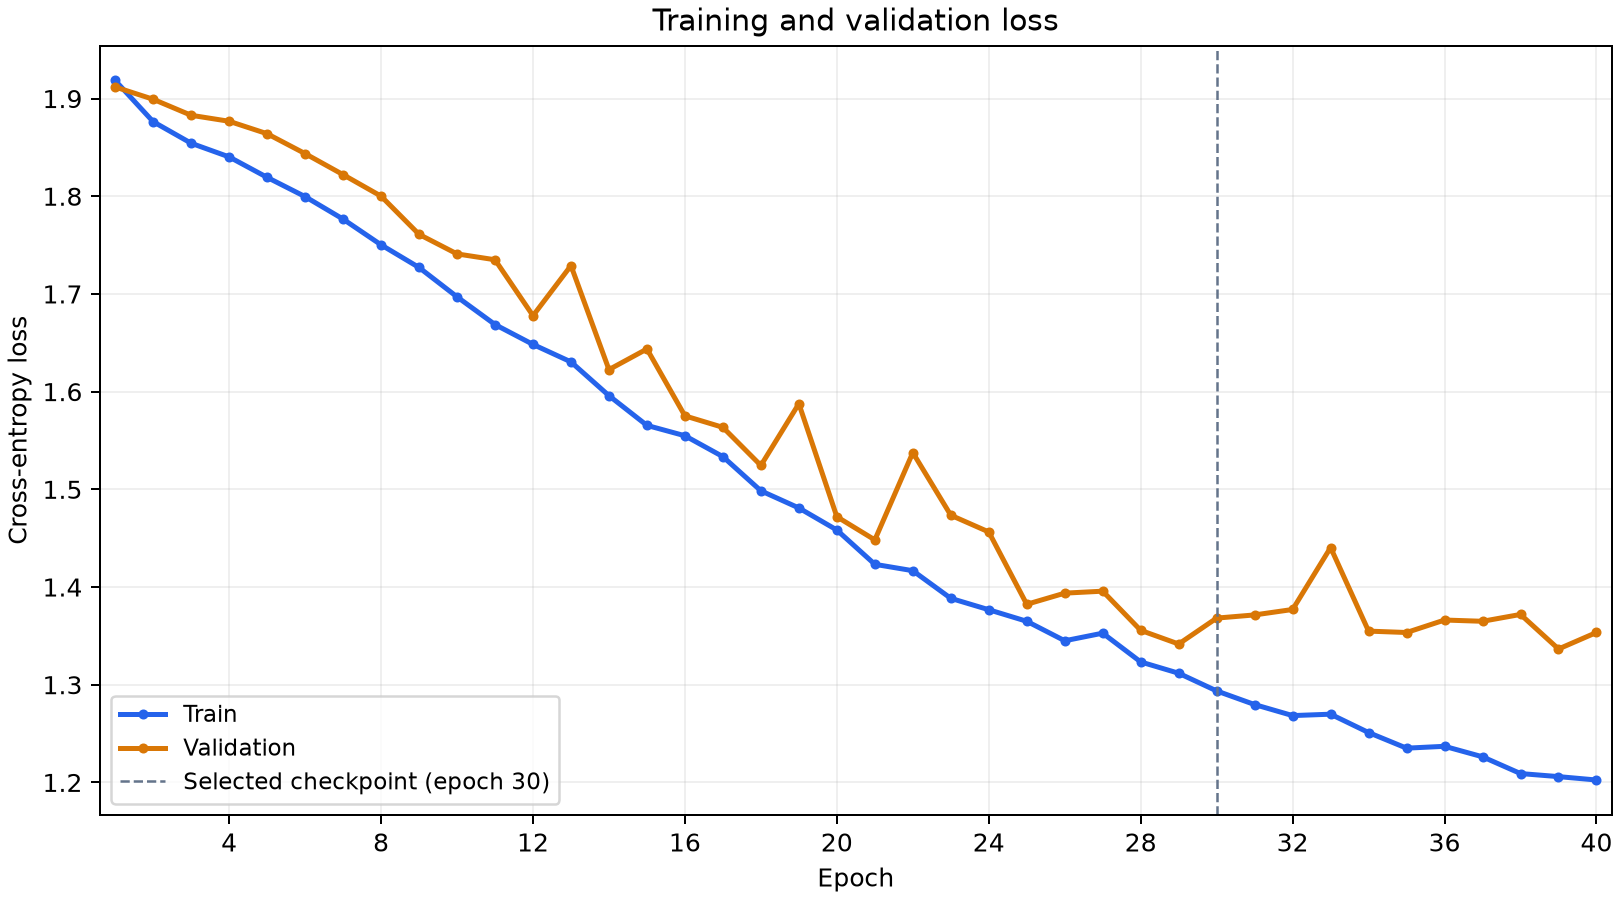 Training and validation loss
Cross-entropy loss
1.9
1.8
1.7
1.6
1.5
1.4
1.3
1.2
Train
Validation
Selected checkpoint (epoch 30)
4 8 12 16 20 24 28 32 36 40
Epoch